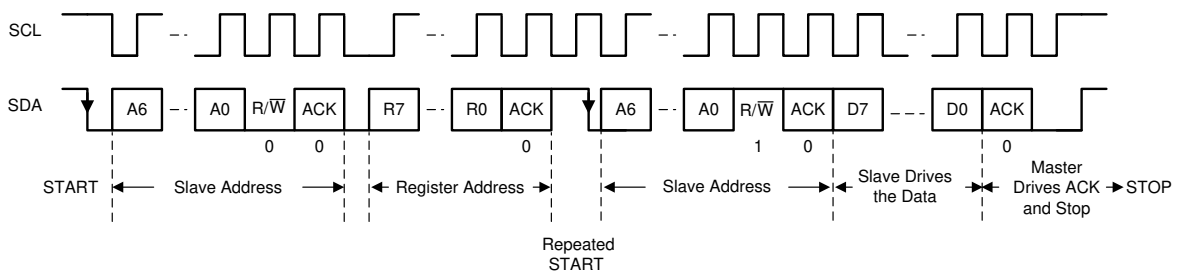 SCL
SDA
A6
A0
R/W̅
ACK
R7
R0
ACK
A6
A0
R/W̅
ACK
D7
D0
ACK
0
0
0
1
0
0
START
Slave Address
Register Address
Slave Address
Slave Drives
the Data
Master
Drives ACK
and Stop
STOP
Repeated
START